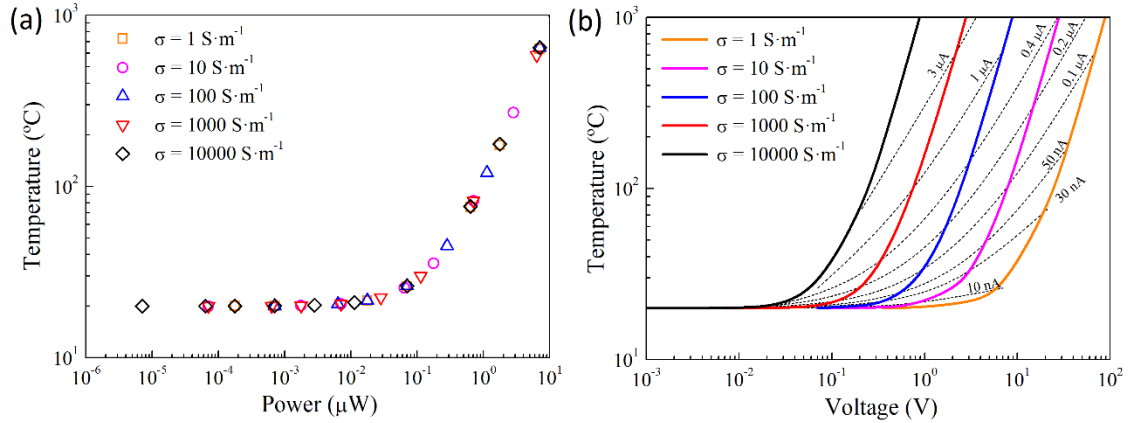 (a)
10³
10²
10¹
Temperature (ºC)
σ = 1 S·m⁻¹
σ = 10 S·m⁻¹
σ = 100 S·m⁻¹
σ = 1000 S·m⁻¹
σ = 10000 S·m⁻¹
10⁻⁶ 10⁻⁵ 10⁻⁴ 10⁻³ 10⁻² 10⁻¹ 10⁰ 10¹
Power (μW)
(b)
10³
10²
10¹
Temperature (ºC)
σ = 1 S·m⁻¹
σ = 10 S·m⁻¹
σ = 100 S·m⁻¹
σ = 1000 S·m⁻¹
σ = 10000 S·m⁻¹
3 μA
1 μA
0.4 μA
0.2 μA
0.1 μA
50 nA
30 nA
10 nA
10⁻³ 10⁻² 10⁻¹ 10⁰ 10¹ 10²
Voltage (V)